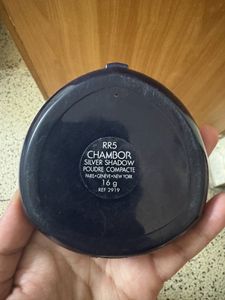 RR5
CHAMBOR
SILVER SHADOW
POUDRE COMPACTE
PARIS•GENÈVE•NEW YORK
16 g
REF 2919